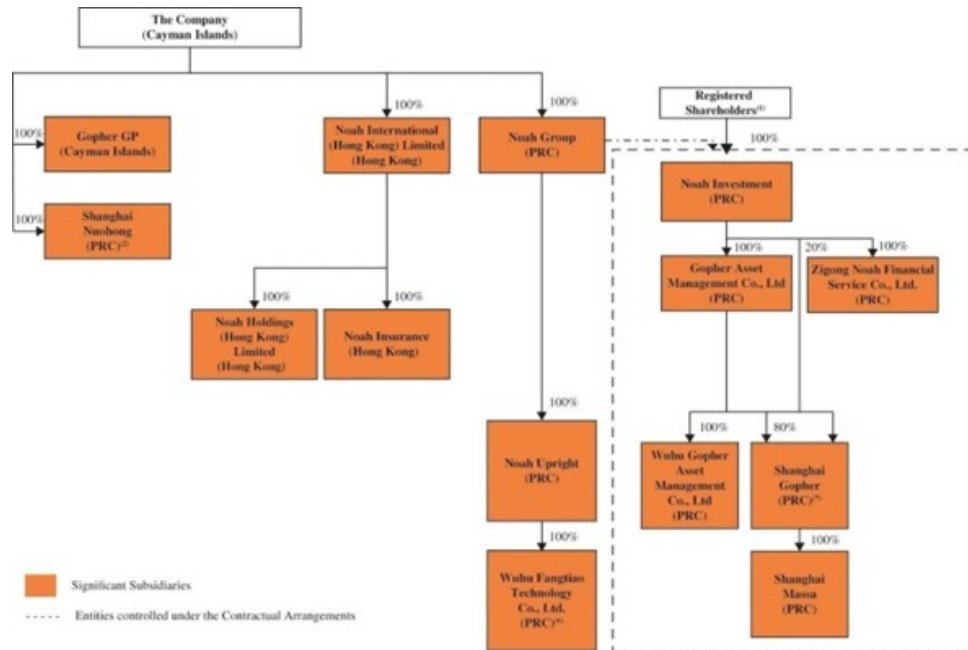 The Company
(Cayman Islands)
100%
100%
Registered
Shareholders(1)
100%
Gopher GP
(Cayman Islands)
Noah International
(Hong Kong) Limited
(Hong Kong)
Noah Group
(PRC)
100%
100%
Shanghai
Nuohong
(PRC)(2)
Noah Investment
(PRC)
100%
20%
100%
Gopher Asset
Management Co., Ltd
(PRC)
Zigong Noah Financial
Service Co., Ltd.
(PRC)
100%
100%
Noah Holdings
(Hong Kong)
Limited
(Hong Kong)
Noah Insurance
(Hong Kong)
100%
100%
80%
Noah Upright
(PRC)
Wuhu Gopher
Asset
Management
Co., Ltd
(PRC)
Shanghai
Gopher
(PRC)
100%
100%
Wuhu Fangtiao
Technology
Co., Ltd.
(PRC)
Shanghai
Massa
(PRC)
Significant Subsidiaries
Entities controlled under the Contractual Arrangements